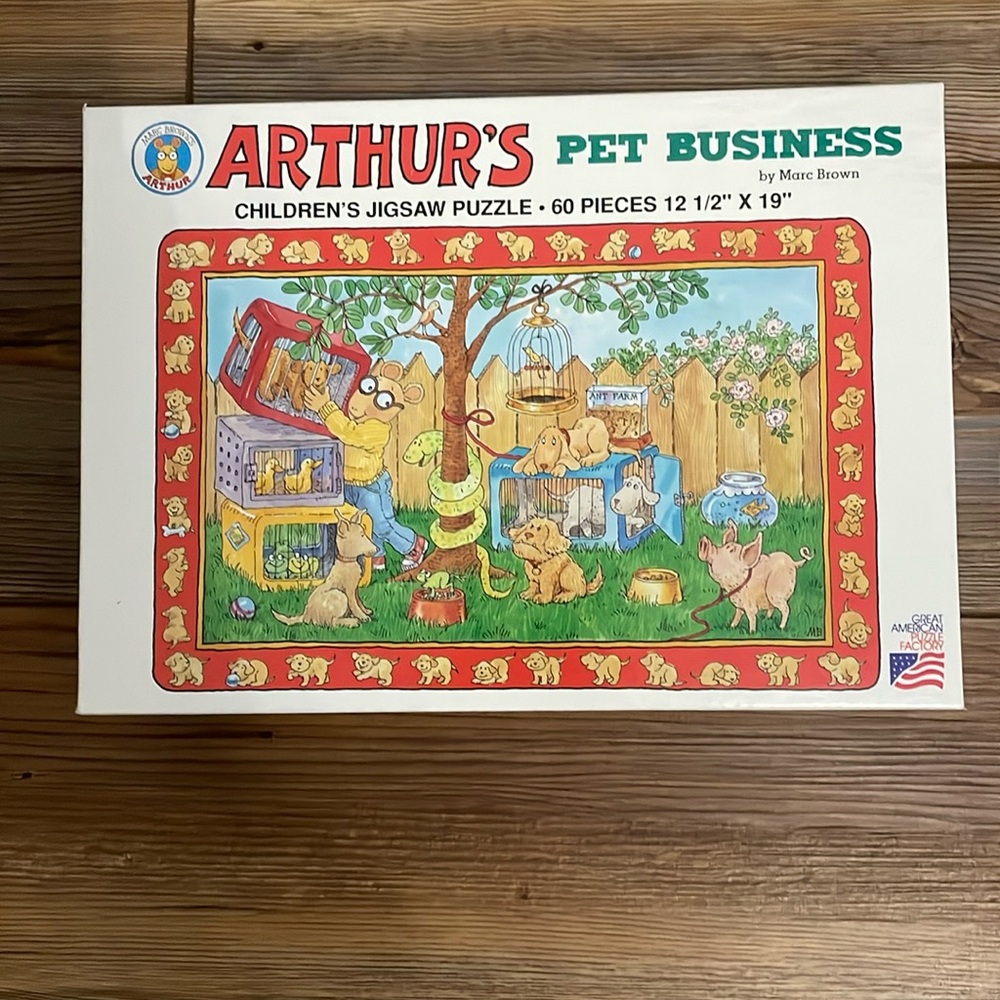 MARC BROWN'S
ARTHUR
ARTHUR'S PET BUSINESS
by Marc Brown
CHILDREN'S JIGSAW PUZZLE • 60 PIECES 12 1/2" X 19"
ANT FARM
MB
GREAT
AMERICAN
PUZZLE
FACTORY